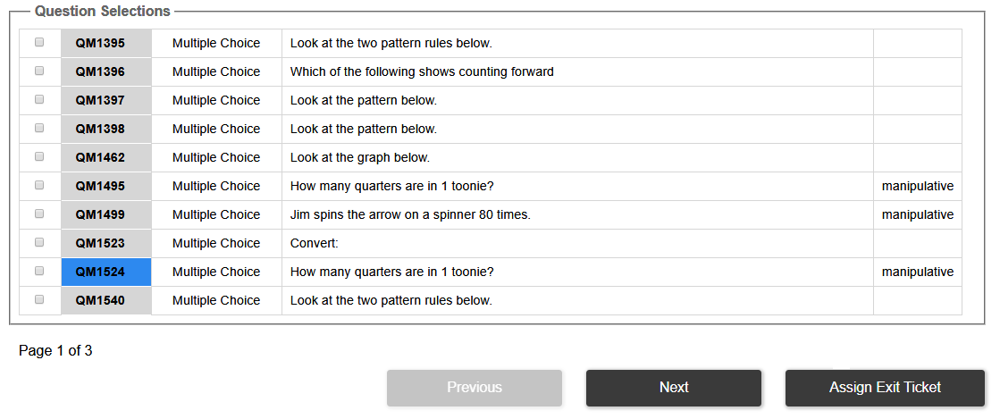 Question Selections
QM1395 Multiple Choice Look at the two pattern rules below.
QM1396 Multiple Choice Which of the following shows counting forward
QM1397 Multiple Choice Look at the pattern below.
QM1398 Multiple Choice Look at the pattern below.
QM1462 Multiple Choice Look at the graph below.
QM1495 Multiple Choice How many quarters are in 1 toonie? manipulative
QM1499 Multiple Choice Jim spins the arrow on a spinner 80 times. manipulative
QM1523 Multiple Choice Convert:
QM1524 Multiple Choice How many quarters are in 1 toonie? manipulative
QM1540 Multiple Choice Look at the two pattern rules below.
Page 1 of 3
Previous Next Assign Exit Ticket